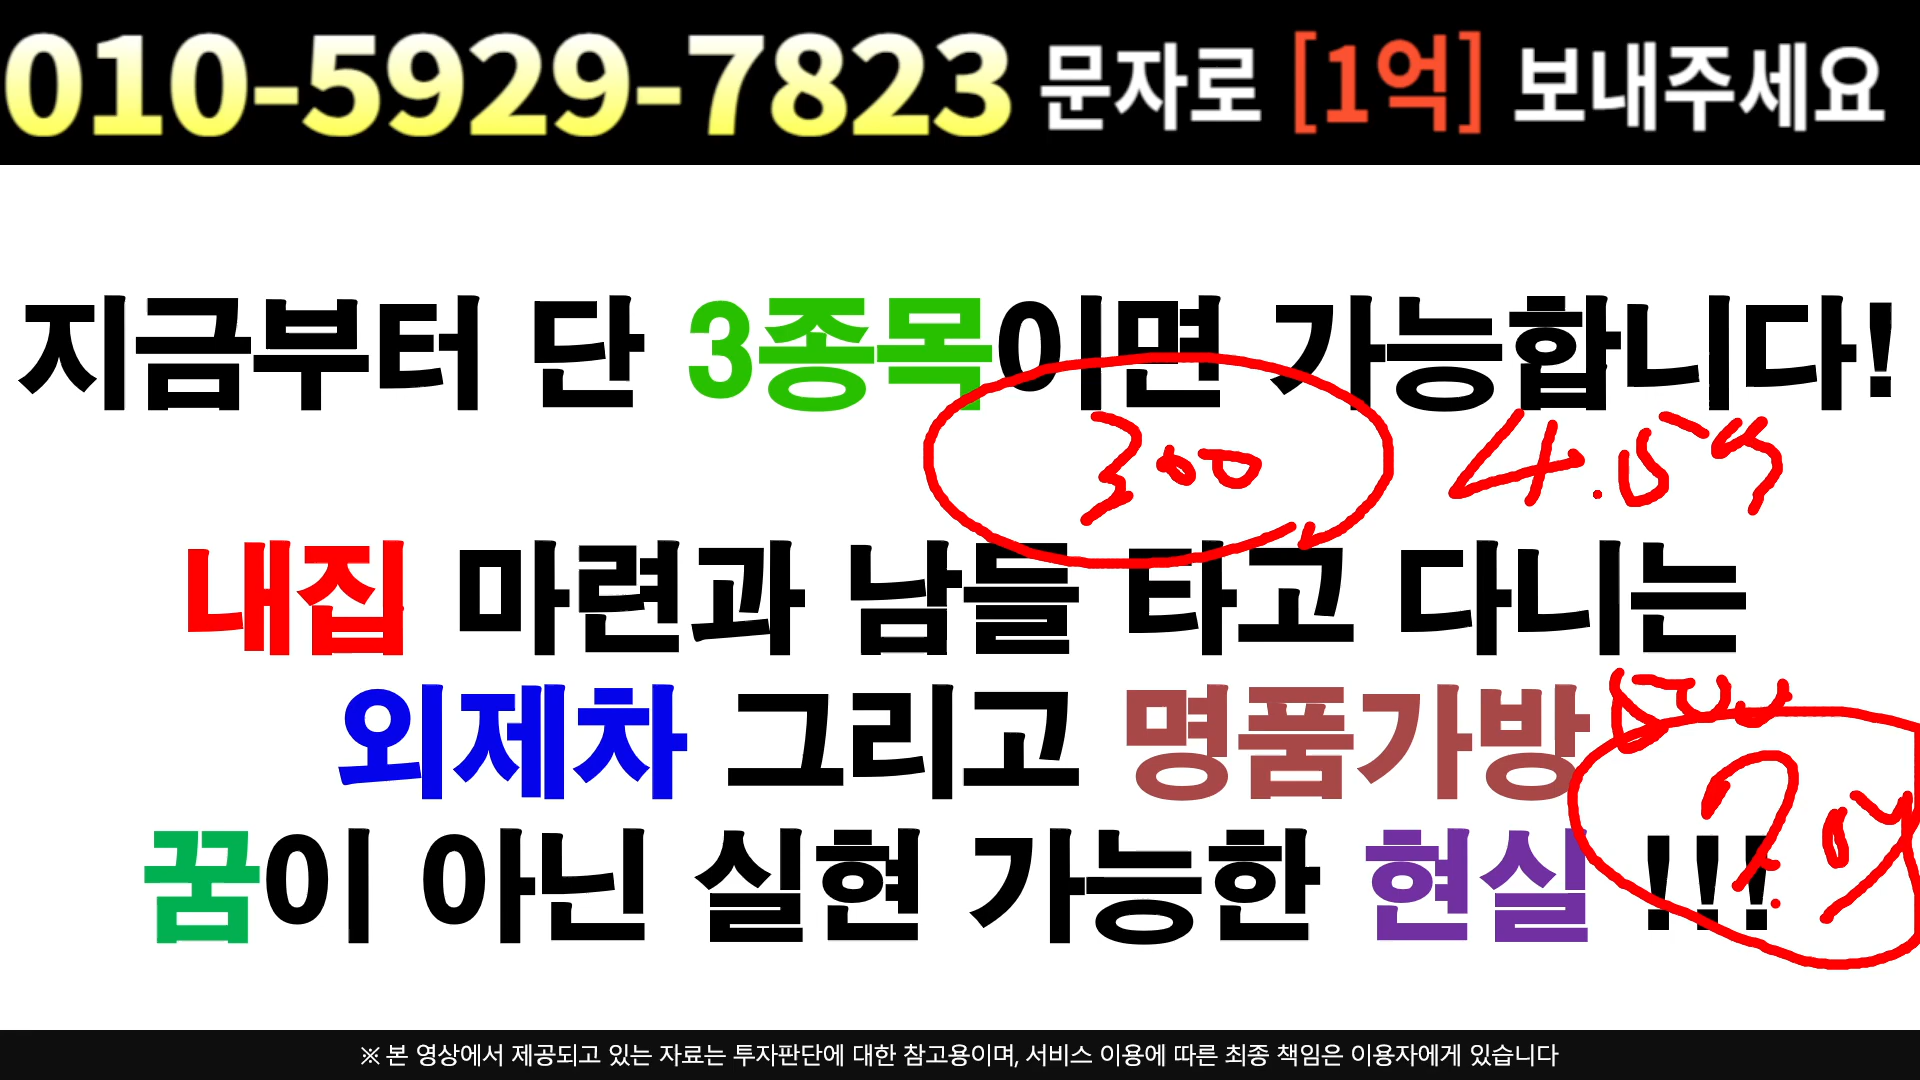 010-5929-7823 문자로 [1억] 보내주세요
지금부터 단 3종목이면 가능합니다!
300
4.5억
내집 마련과 남들 타고 다니는
500
외제차 그리고 명품가방
꿈이 아닌 실현 가능한 현실 !!!
※ 본 영상에서 제공되고 있는 자료는 투자판단에 대한 참고용이며, 서비스 이용에 따른 최종 책임은 이용자에게 있습니다